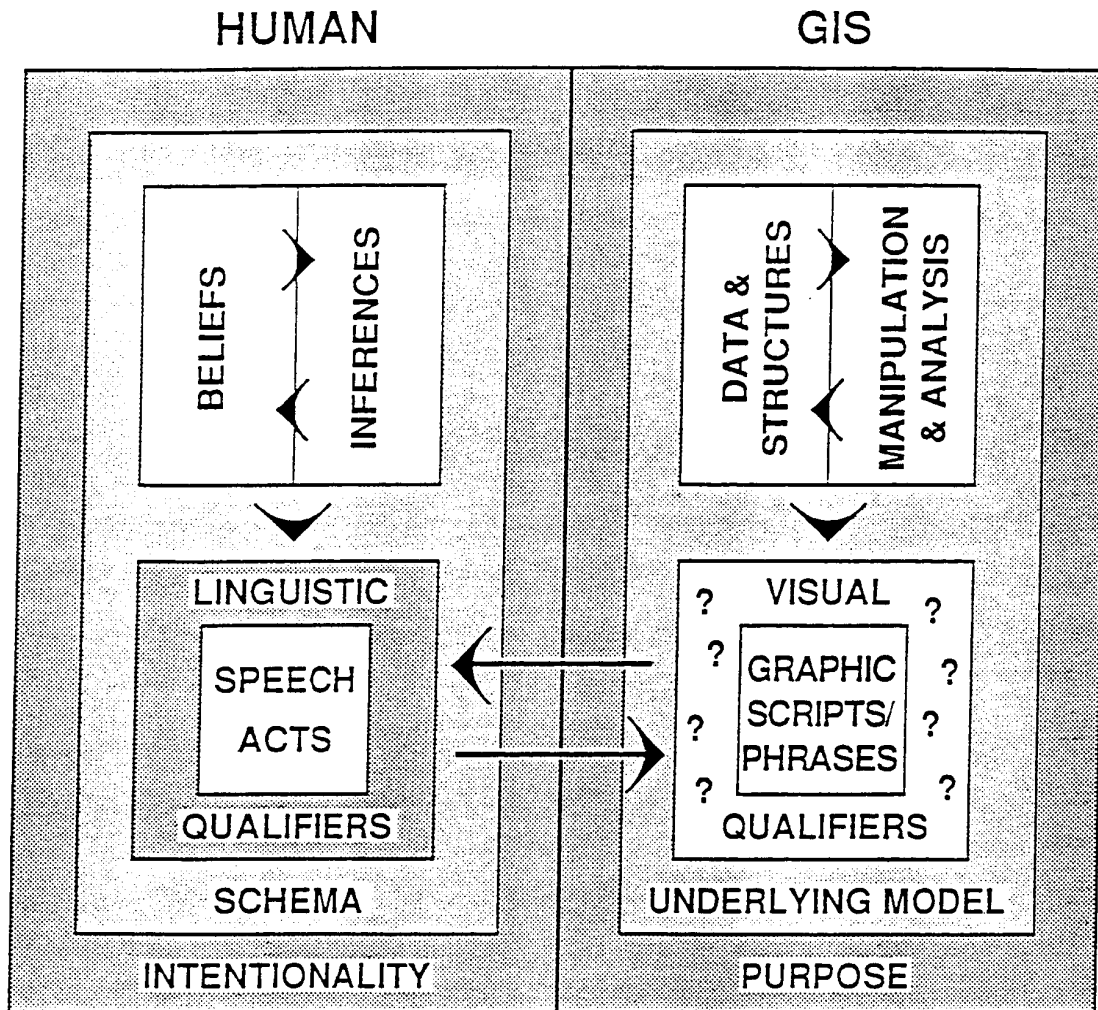 HUMAN
GIS
BELIEFS
INFERENCES
DATA &
STRUCTURES
MANIPULATION
& ANALYSIS
LINGUISTIC
SPEECH
ACTS
QUALIFIERS
SCHEMA
INTENTIONALITY
? VISUAL ?
? GRAPHIC ?
? SCRIPTS/ ?
PHRASES
? ?
QUALIFIERS
UNDERLYING MODEL
PURPOSE